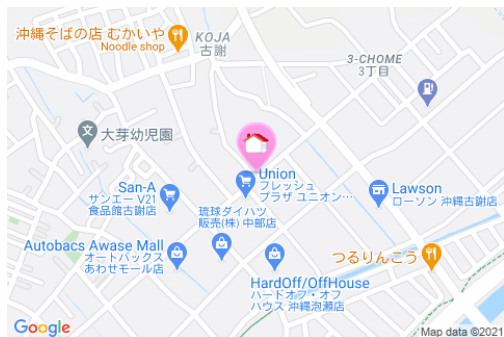 沖縄そばの店 むかいや
Noodle shop
KOJA
古謝
3-CHOME
3丁目
大芽幼児園
Union
フレッシュ
プラザ ユニオン…
San-A
サンエー V21
食品館古謝店
Lawson
ローソン 沖縄古謝店
琉球ダイハツ
販売(株) 中部店
Autobacs Awase Mall
オートバックス
あわせモール店
つるりんこう
HardOff/OffHouse
ハードオフ・オフ
ハウス 沖縄泡瀬店
Google
Map data ©2021